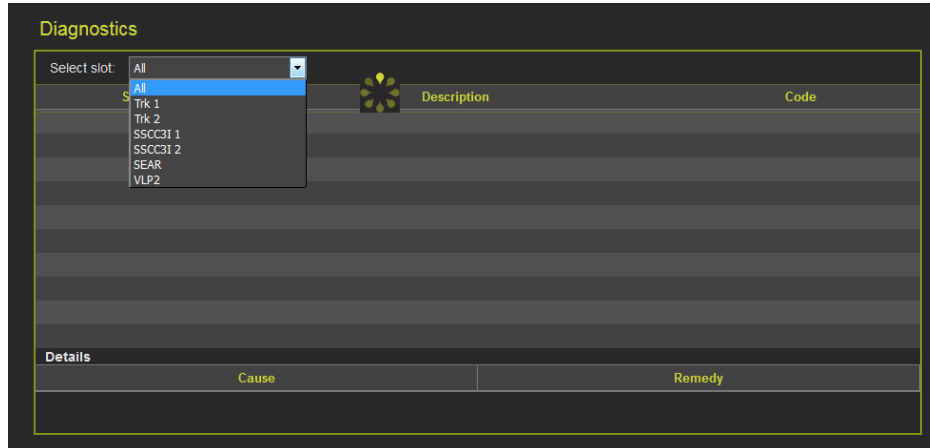 Diagnostics
Select slot: All
S Description Code
All
Trk 1
Trk 2
SSCC3I 1
SSCC3I 2
SEAR
VLP2
Details
Cause Remedy